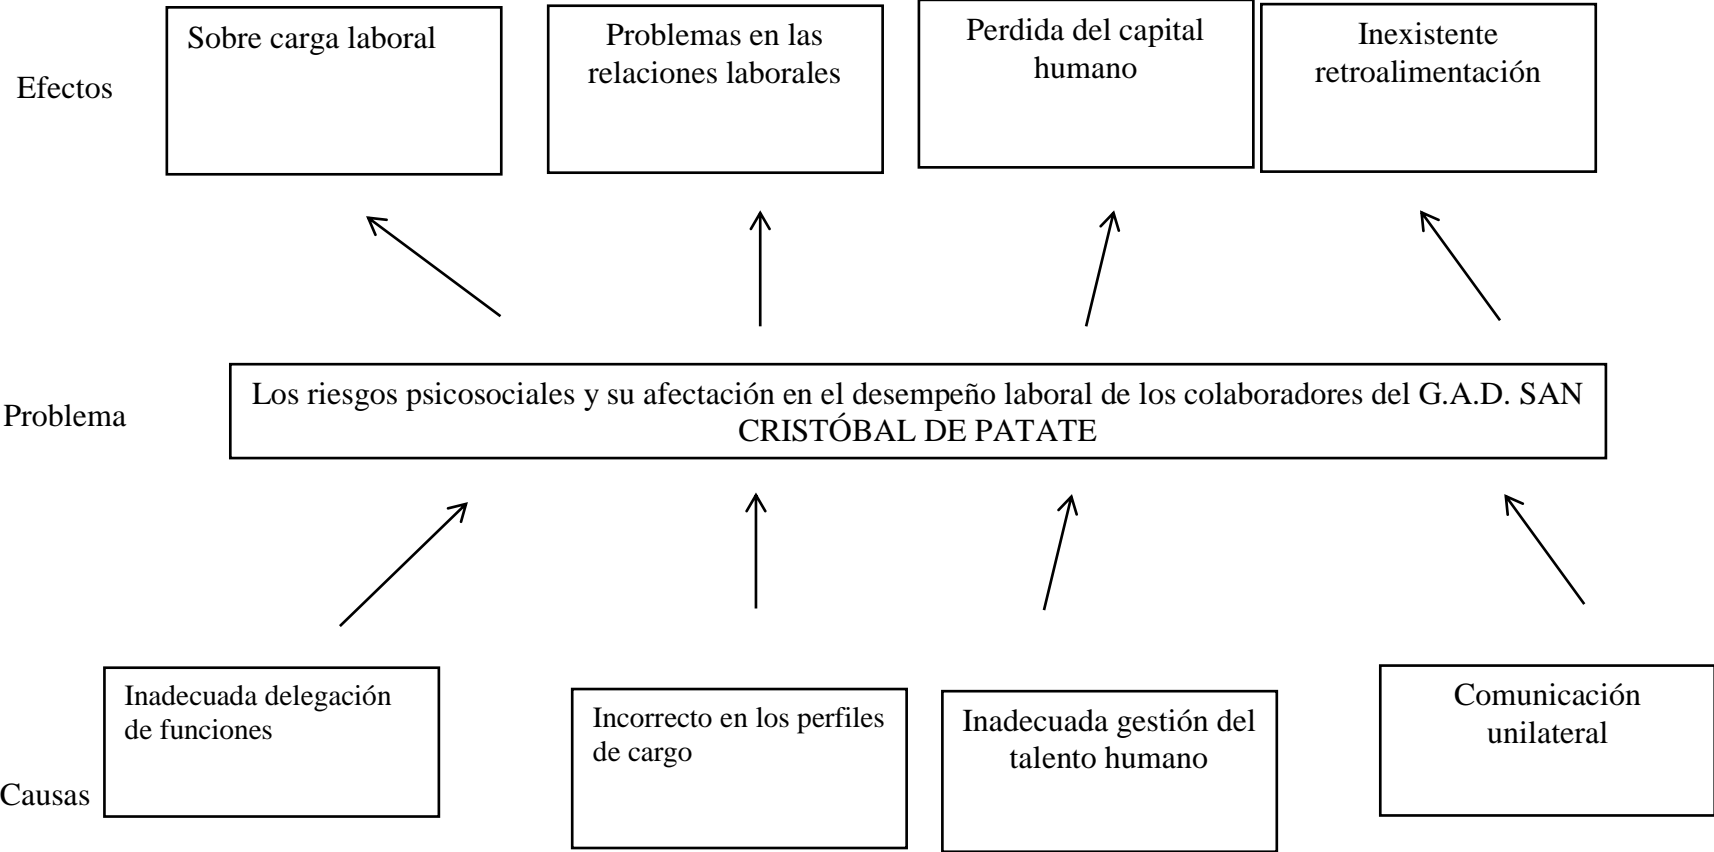 Efectos
Sobre carga laboral
Problemas en las
relaciones laborales
Perdida del capital
humano
Inexistente
retroalimentación
Problema
Los riesgos psicosociales y su afectación en el desempeño laboral de los colaboradores del G.A.D. SAN
CRISTÓBAL DE PATATE
Causas
Inadecuada delegación
de funciones
Incorrecto en los perfiles
de cargo
Inadecuada gestión del
talento humano
Comunicación
unilateral